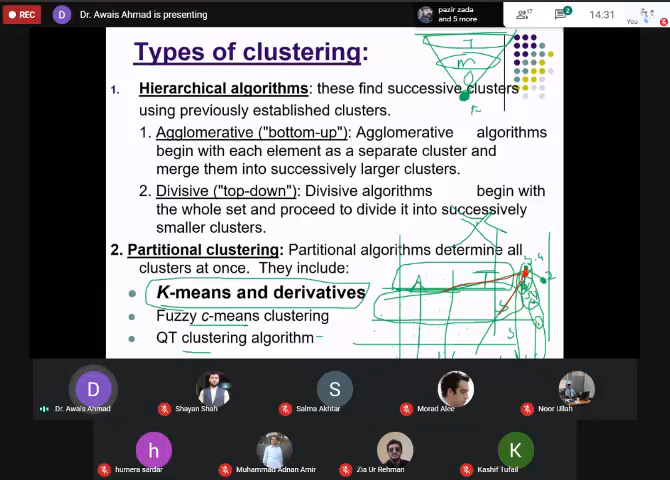 REC
D
Dr. Awais Ahmad is presenting
pazir zada
and 5 more
17
2
14:31
You
Types of clustering:
1. Hierarchical algorithms: these find successive clusters
using previously established clusters.
1. Agglomerative ("bottom-up"): Agglomerative algorithms
begin with each element as a separate cluster and
merge them into successively larger clusters.
2. Divisive ("top-down"): Divisive algorithms begin with
the whole set and proceed to divide it into successively
smaller clusters.
2. Partitional clustering: Partitional algorithms determine all
clusters at once. They include:
K-means and derivatives
Fuzzy c-means clustering
QT clustering algorithm
D
S
Dr. Awais Ahmad
Shayan Shah
Salma Akhtar
Morad Alee
Noor Ullah
h
K
humera sardar
Muhammad Adnan Amir
Zia Ur Rehman
Kashif Tufail